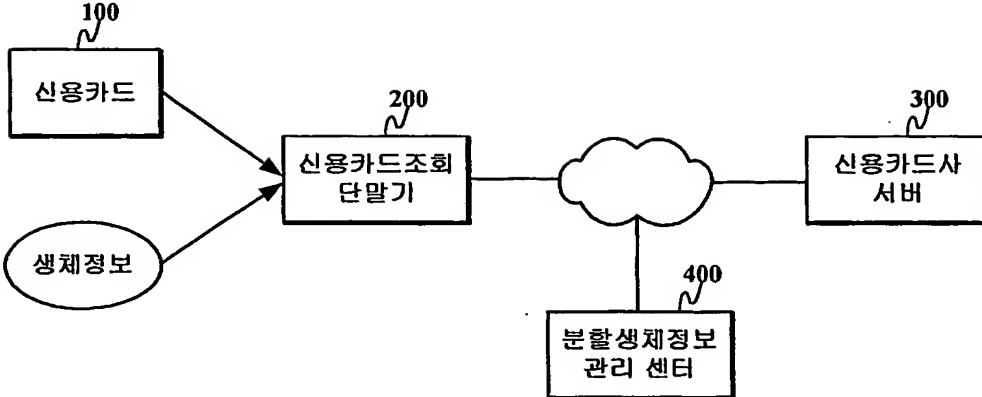 100
신용카드
200
신용카드조회
단말기
300
신용카드사
서버
생체정보
400
분할생체정보
관리 센터